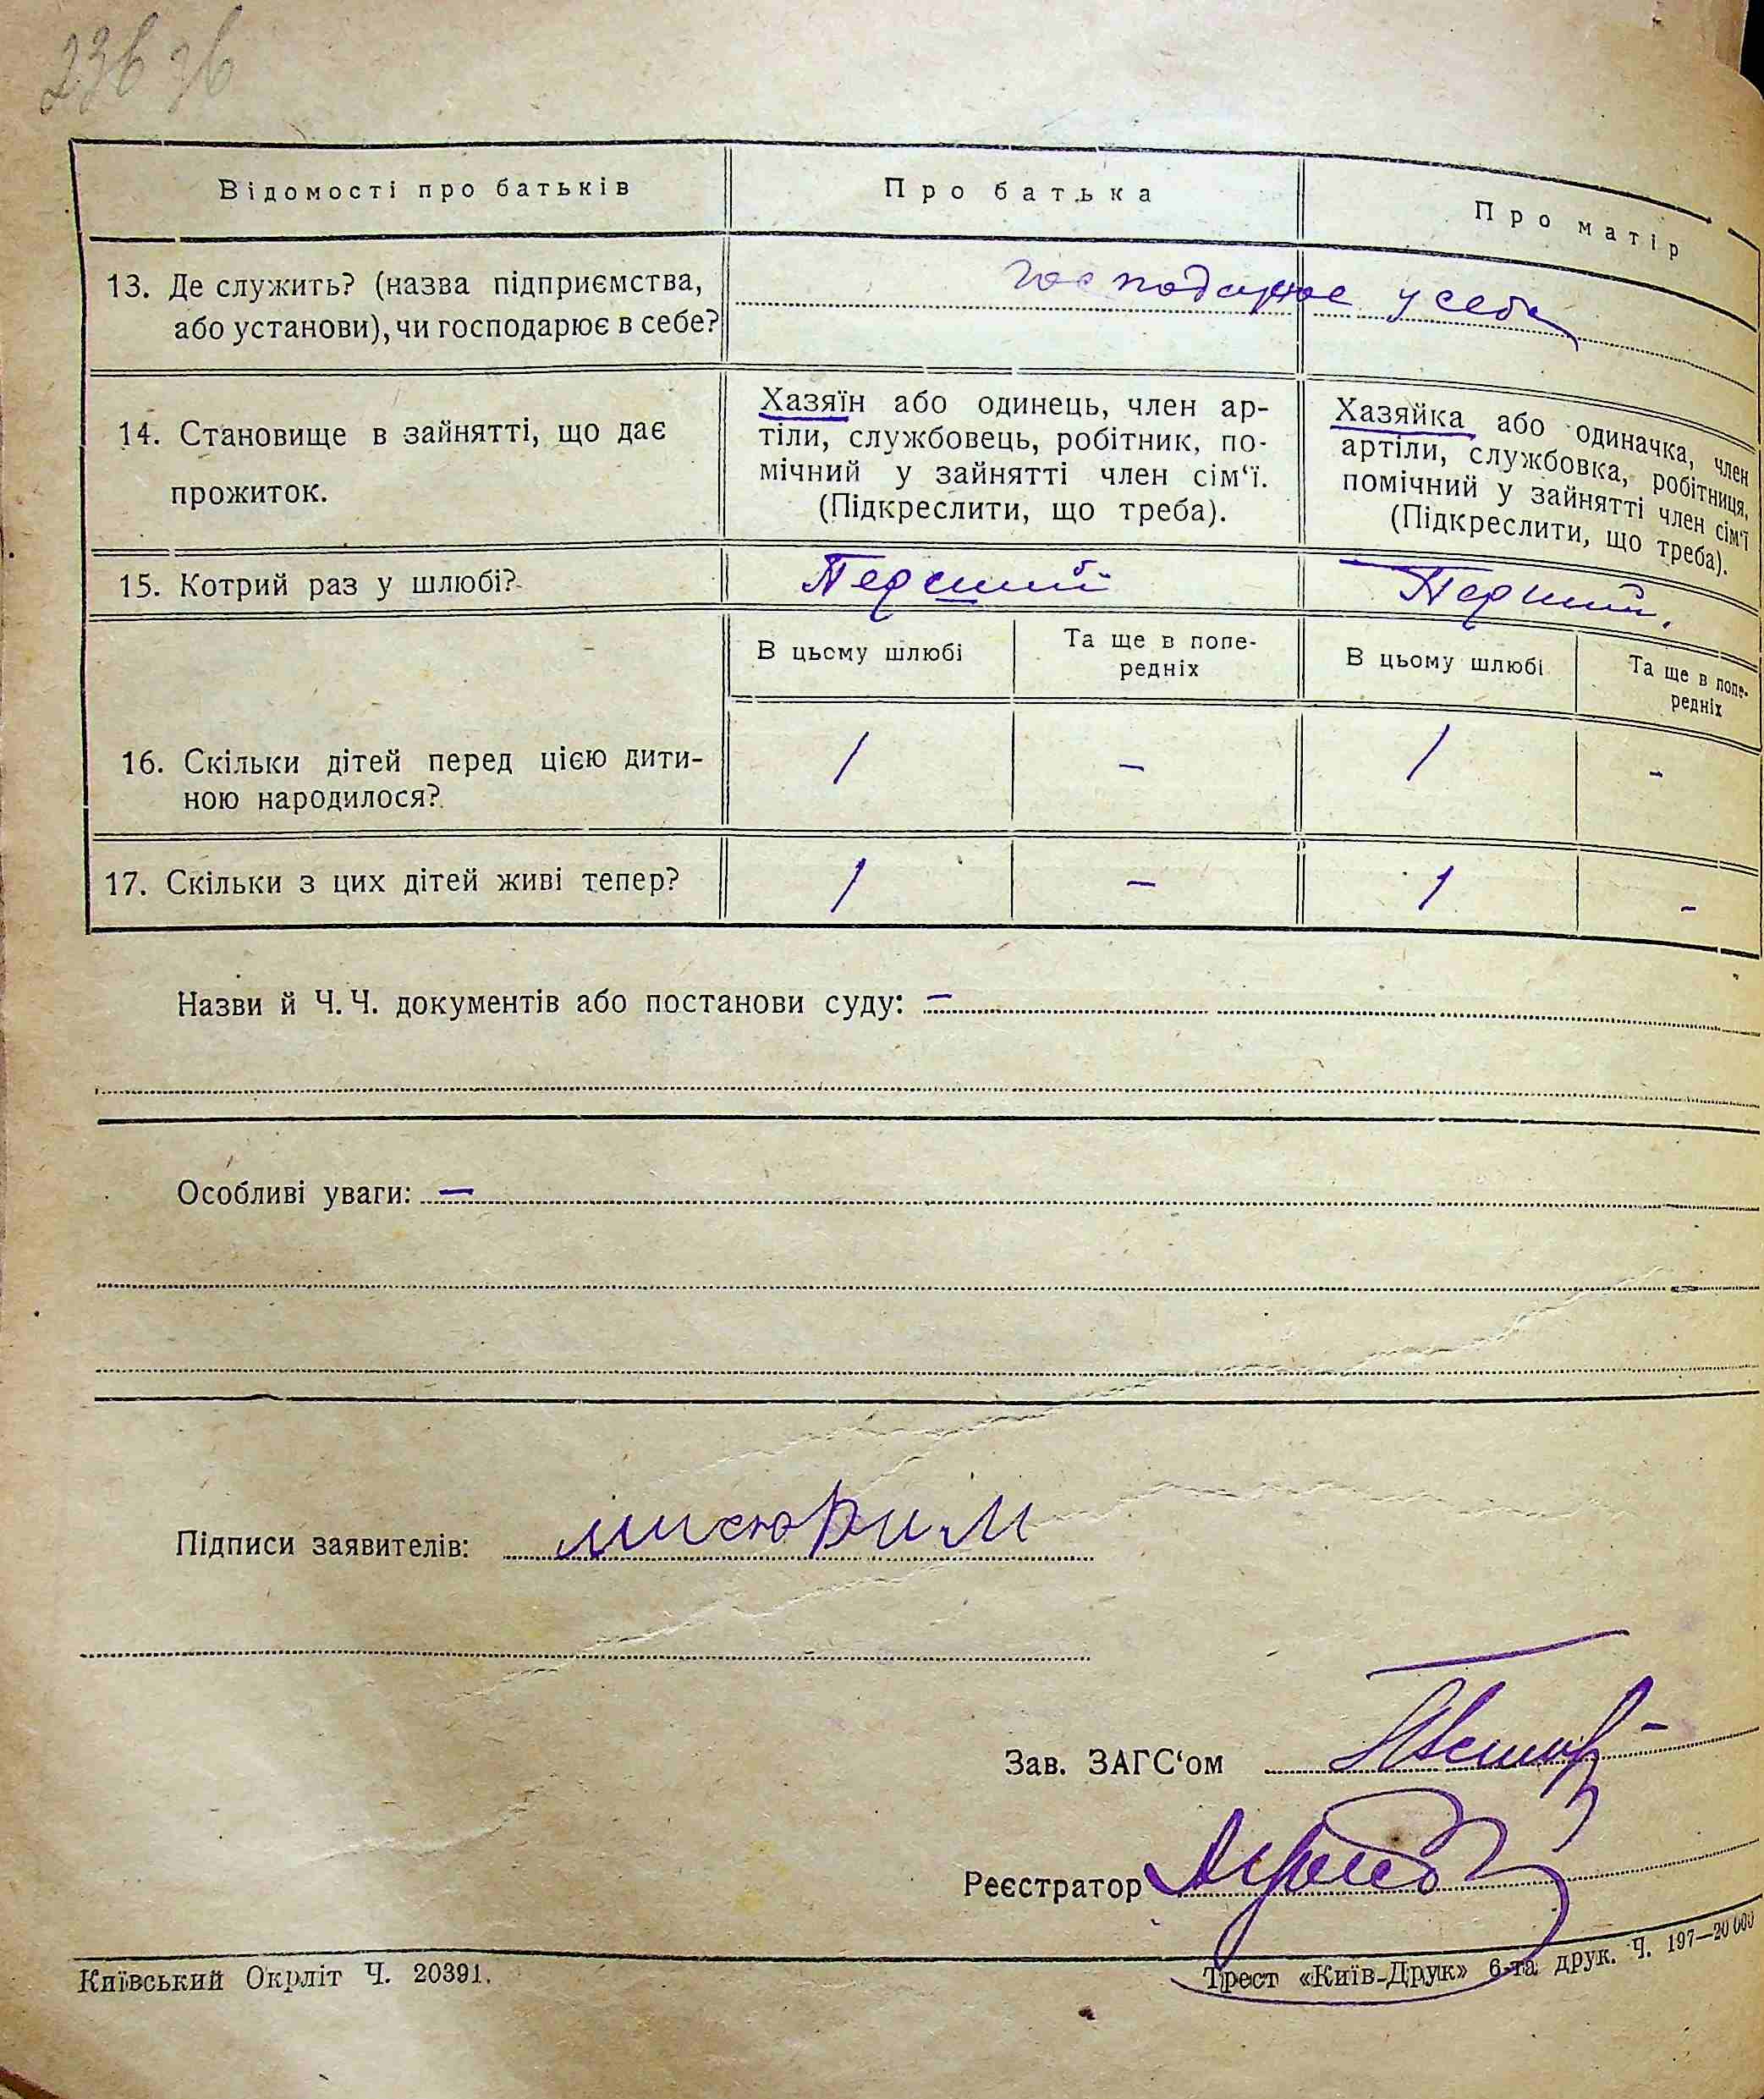 236 зв
Відомості про батьків
Про батька
Про матір
13. Де служить? (назва підприємства, або установи), чи господарює в себе?
господарює у себе
14. Становище в зайнятті, що дає прожиток.
Хазяїн або одинець, член ар-
тіли, службовець, робітник, по-
мічний у зайнятті член сім‘ї.
(Підкреслити, що треба).
Хазяйка або одиначка, член
артіли, службовка, робітниця,
помічний у зайнятті член сім‘ї
(Підкреслити, що треба).
15. Котрий раз у шлюбі?
Перший
Перший.
В цьому шлюбі
Та ще в попе-
редніх
В цьому шлюбі
Та ще в попе-
редніх
16. Скільки дітей перед цією дити-
ною народилося?
1 - 1 -
17. Скільки з цих дітей живі тепер?
1 - 1 -
Назви й Ч. Ч. документів або постанови суду: -
Особливі уваги: -
Підписи заявителів: мисюра и м
Зав. ЗАГС‘ом
Реєстратор
Київський Окрліт Ч. 20391.
Трест «Київ-Друк» 6-та друк. Ч. 197—20 000